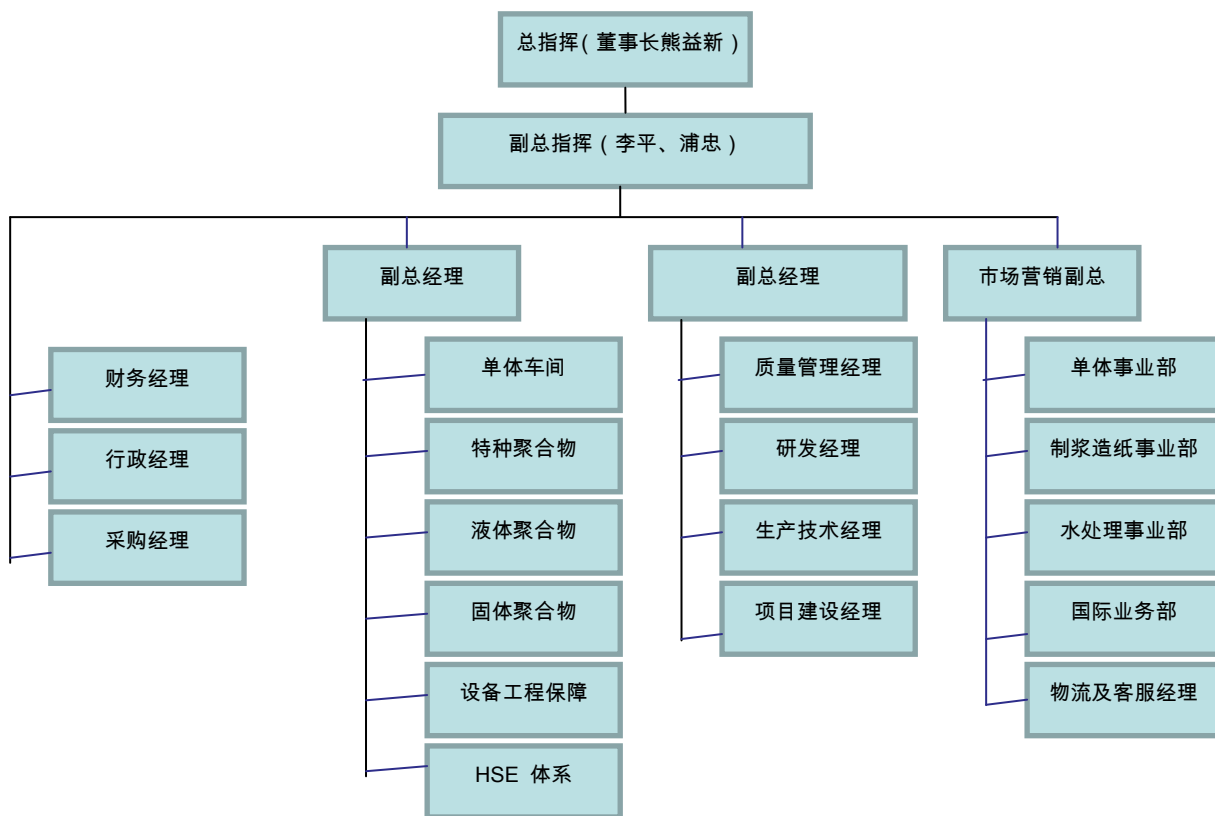 总指挥（董事长熊益新）
副总指挥（李平、浦忠）
副总经理
副总经理
市场营销副总
财务经理
行政经理
采购经理
单体车间
特种聚合物
液体聚合物
固体聚合物
设备工程保障
HSE 体系
质量管理经理
研发经理
生产技术经理
项目建设经理
单体事业部
制浆造纸事业部
水处理事业部
国际业务部
物流及客服经理